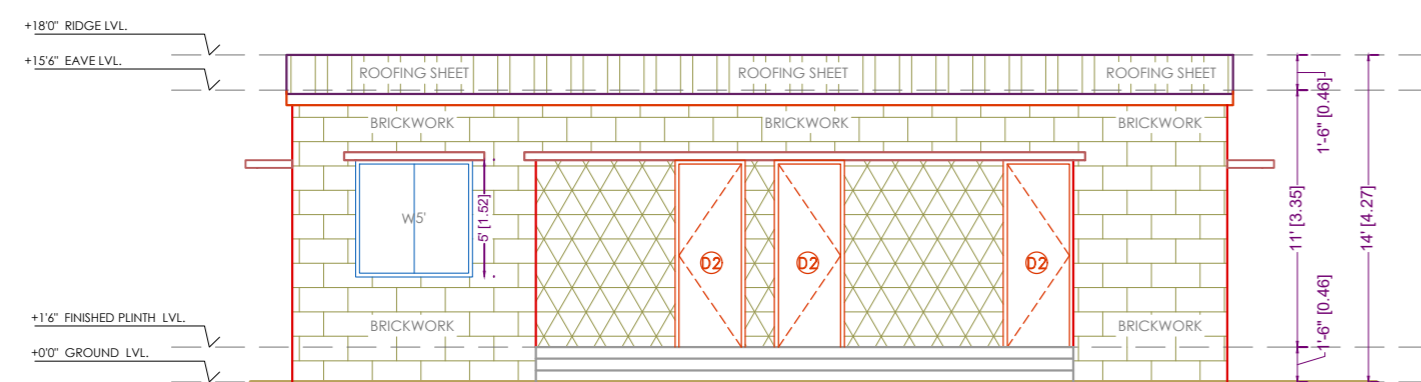 +18'0" RIDGE LVL.
+15'6" EAVE LVL.
ROOFING SHEET ROOFING SHEET ROOFING SHEET
1'-6" [0.46]
BRICKWORK BRICKWORK BRICKWORK
W5'
5' [1.52]
11' [3.35]
14' [4.27]
D2 D2 D2
+1'6" FINISHED PLINTH LVL.
BRICKWORK BRICKWORK
1'-6" [0.46]
+0'0" GROUND LVL.